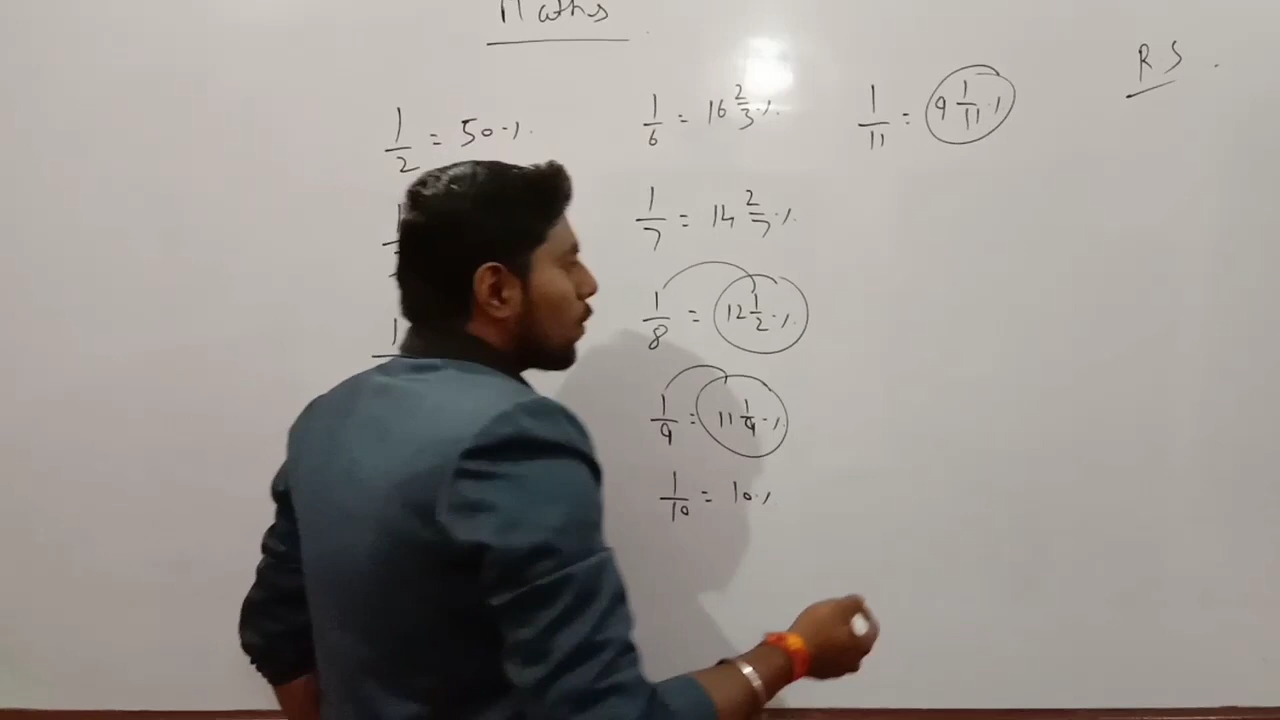 Maths
R S
1/2 = 50%
1/6 = 16 2/3 %
1/7 = 14 2/7 %
1/8 = 12 1/2 %
1/9 = 11 1/9 %
1/10 = 10%
1/11 = 9 1/11 %